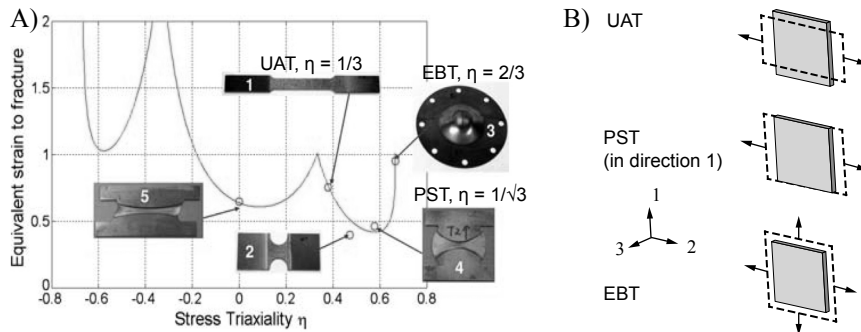 A)
B)
Equivalent strain to fracture
2
1.5
1
0.5
0
-0.8 -0.6 -0.4 -0.2 0 0.2 0.4 0.6 0.8
Stress Triaxiality η
UAT, η = 1/3
EBT, η = 2/3
PST, η = 1/√3
1
3
5
2
4
UAT
PST
(in direction 1)
1
3
2
EBT